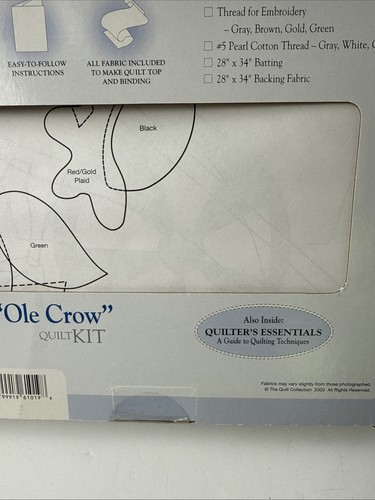 Thread for Embroidery
– Gray, Brown, Gold, Green
#5 Pearl Cotton Thread – Gray, White,
28" x 34" Batting
28" x 34" Backing Fabric
EASY-TO-FOLLOW
INSTRUCTIONS
ALL FABRIC INCLUDED
TO MAKE QUILT TOP
AND BINDING
Black
Red/Gold
Plaid
Green
"Ole Crow"
QUILT KIT
Also Inside:
QUILTER'S ESSENTIALS
A Guide to Quilting Techniques
Fabrics may vary slightly from those photographed.
© The Quilt Collection 2003 All Rights Reserved.
99919 61019